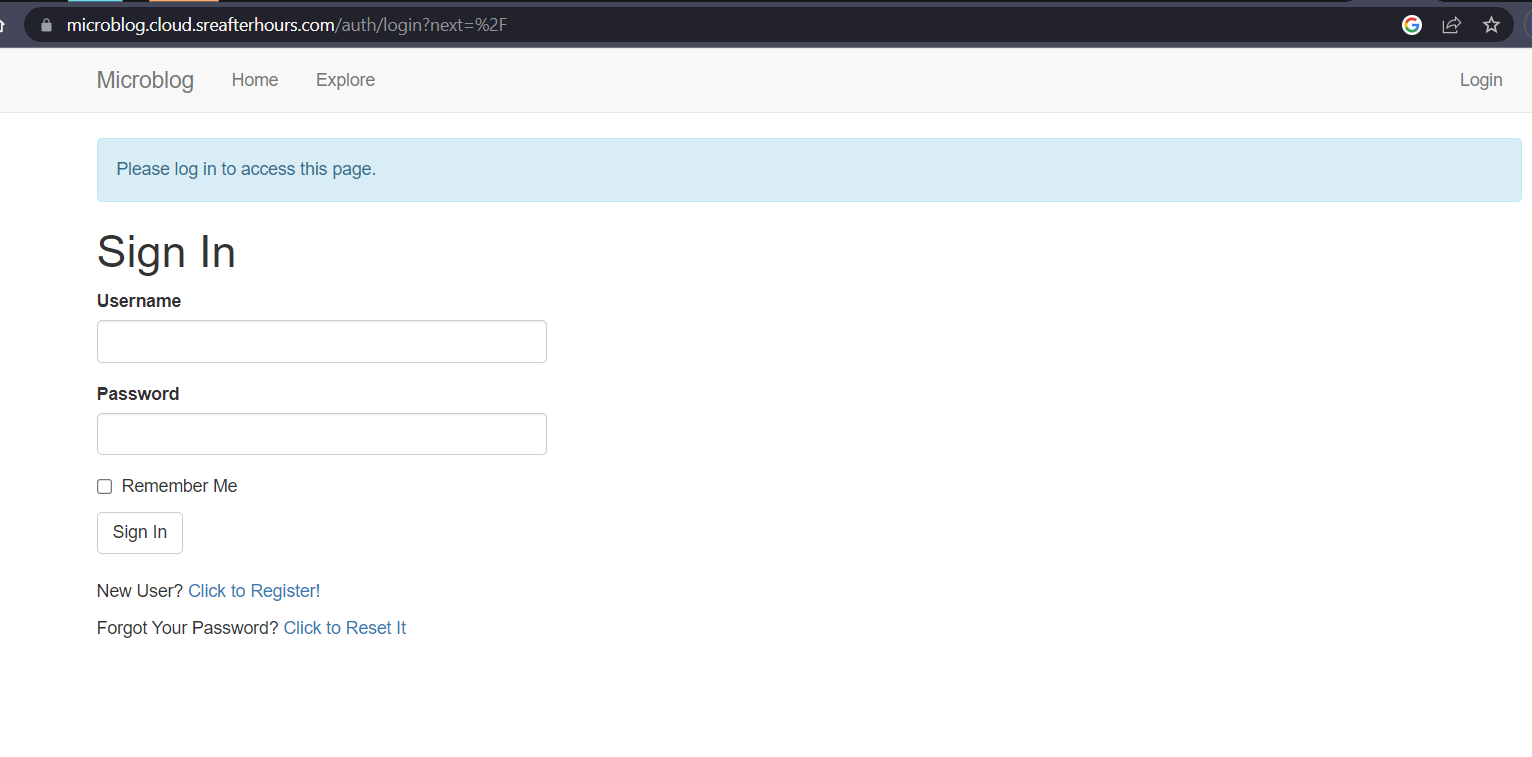 microblog.cloud.sreafterhours.com/auth/login?next=%2F
Microblog Home Explore Login
Please log in to access this page.
Sign In
Username
Password
Remember Me
Sign In
New User? Click to Register!
Forgot Your Password? Click to Reset It